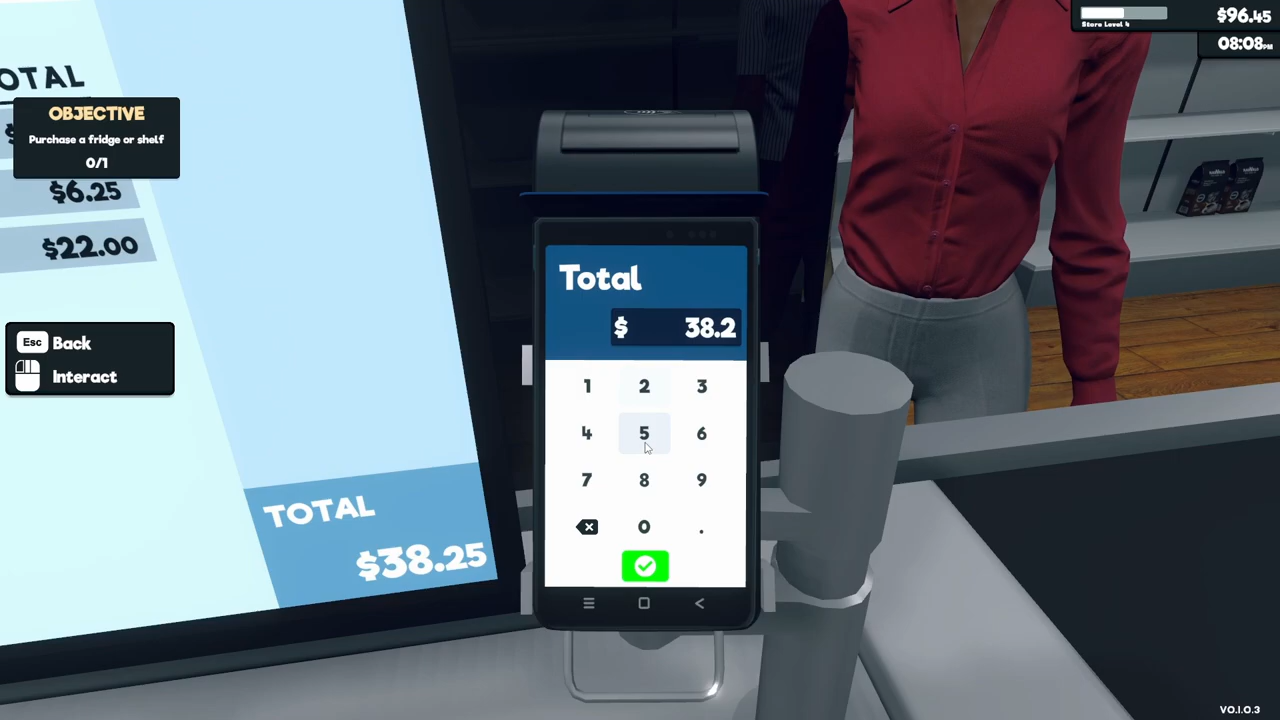 OTAL
$6.25
$22.00
TOTAL
$38.25
OBJECTIVE
Purchase a fridge or shelf
0/1
Esc Back
Interact
Total
$ 38.2
1 2 3
4 5 6
7 8 9
0 .
$96.45
Store Level 4
08:08PM
V0.1.0.3